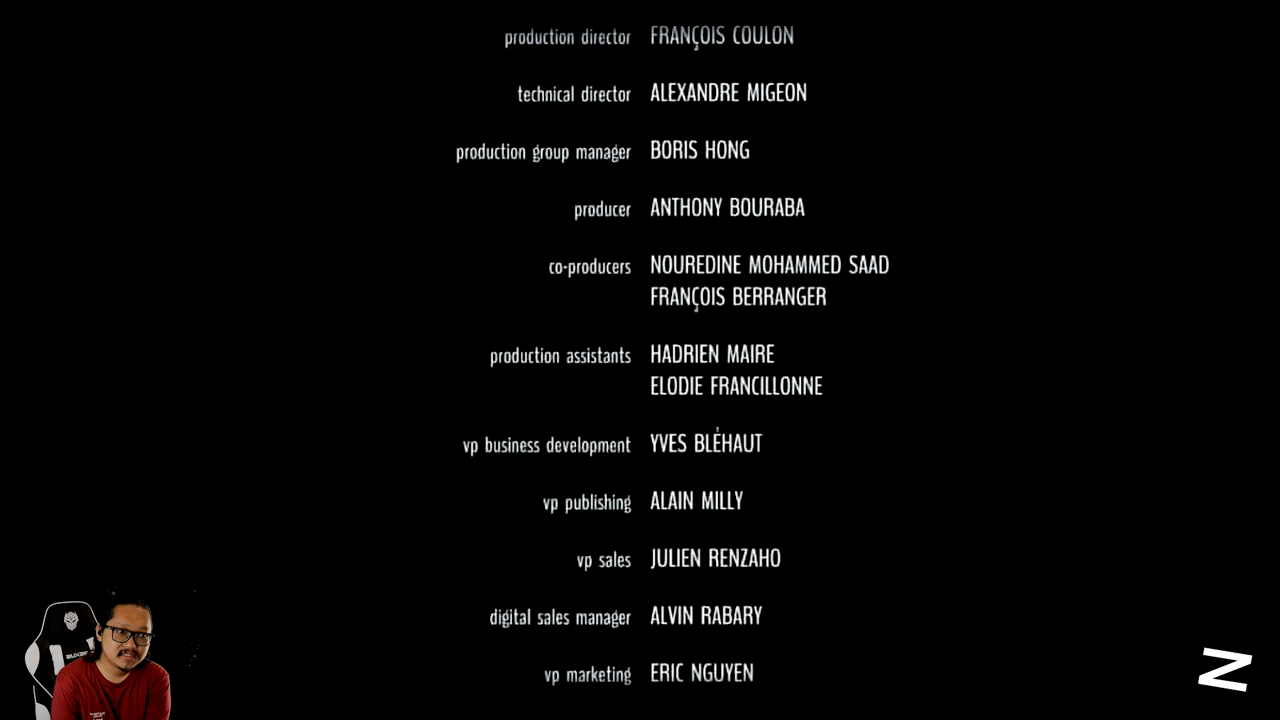 production director FRANÇOIS COULON
technical director ALEXANDRE MIGEON
production group manager BORIS HONG
producer ANTHONY BOURABA
co-producers NOUREDINE MOHAMMED SAAD
FRANÇOIS BERRANGER
production assistants HADRIEN MAIRE
ELODIE FRANCILLONNE
vp business development YVES BLÉHAUT
vp publishing ALAIN MILLY
vp sales JULIEN RENZAHO
digital sales manager ALVIN RABARY
vp marketing ERIC NGUYEN
Z